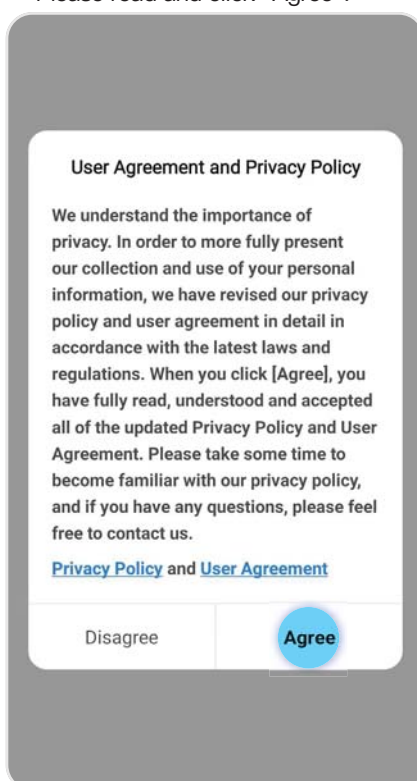 Please read and click "Agree".
User Agreement and Privacy Policy
We understand the importance of
privacy. In order to more fully present
our collection and use of your personal
information, we have revised our privacy
policy and user agreement in detail in
accordance with the latest laws and
regulations. When you click [Agree], you
have fully read, understood and accepted
all of the updated Privacy Policy and User
Agreement. Please take some time to
become familiar with our privacy policy,
and if you have any questions, please feel
free to contact us.
Privacy Policy and User Agreement
Disagree
Agree